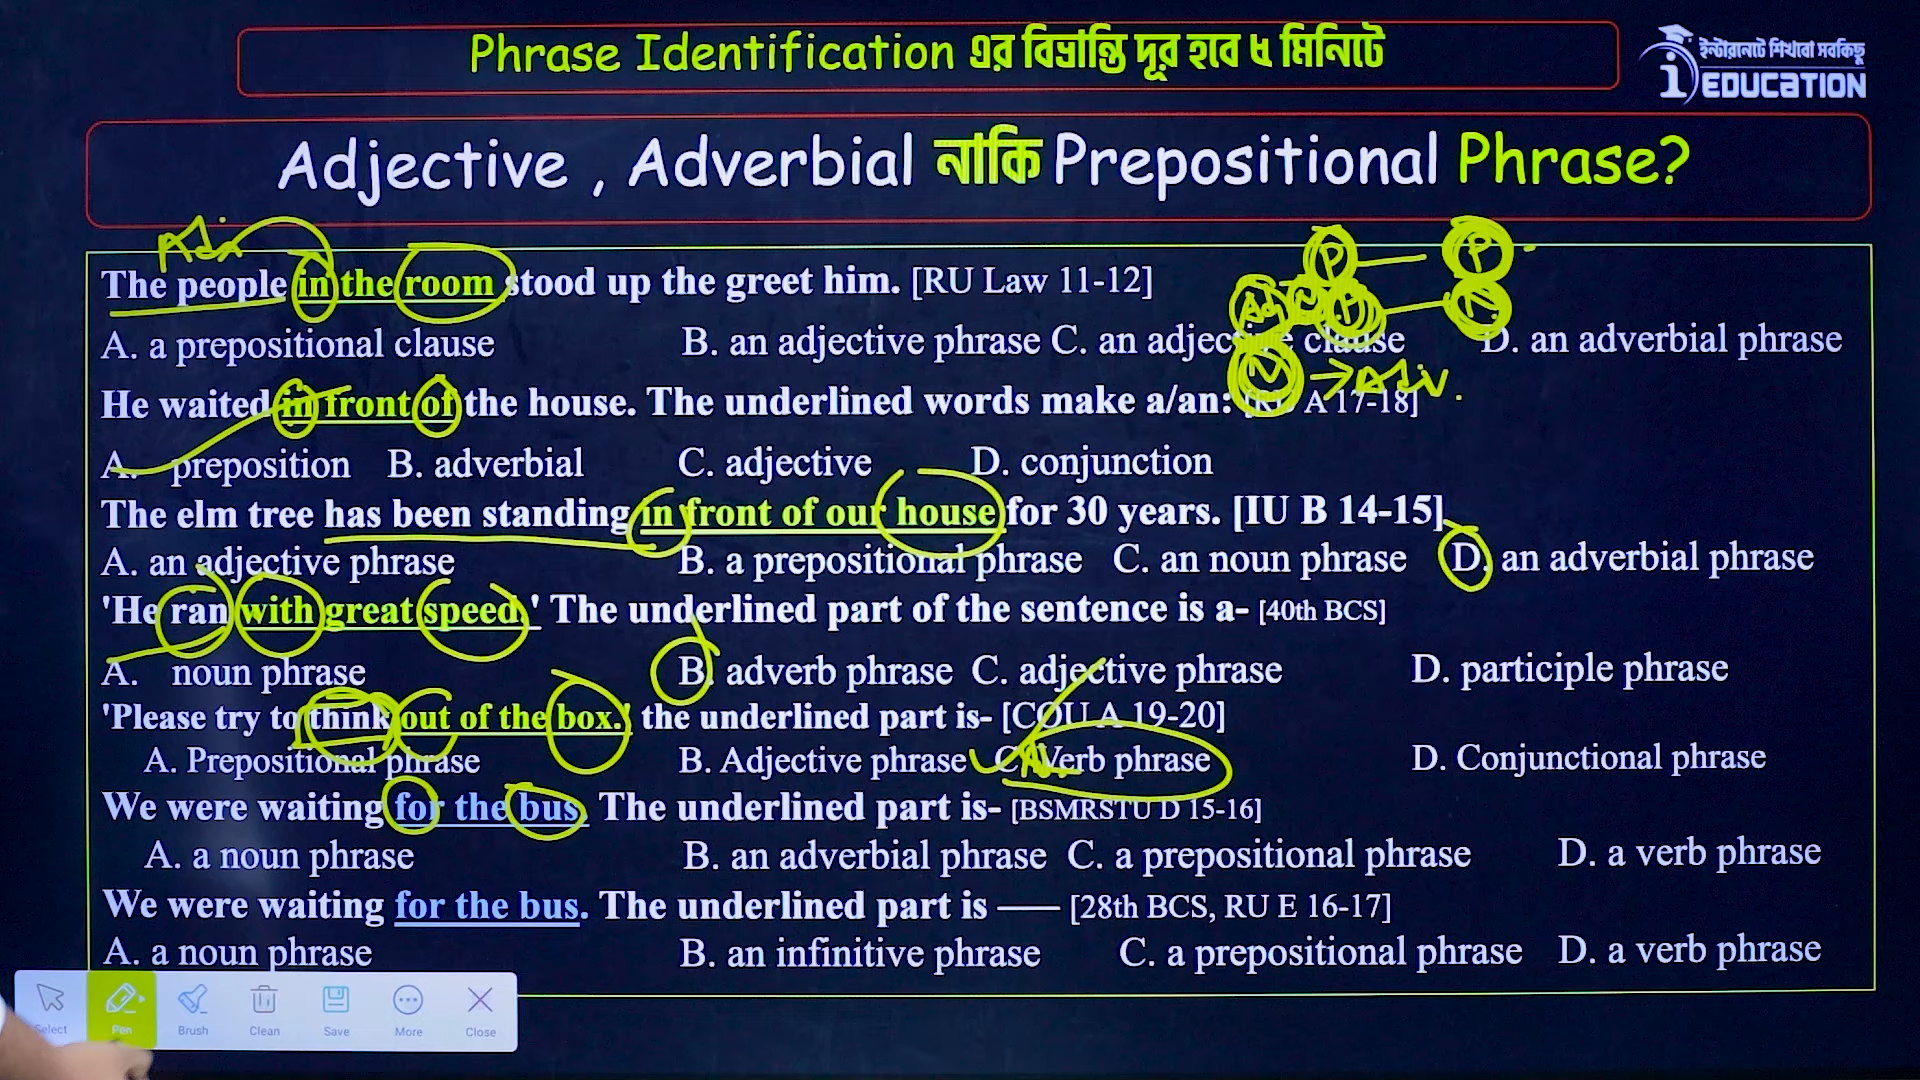 Phrase Identification এর বিভ্রান্তি দূর হবে ৫ মিনিটে
ইন্টারনেটে শিখবো সবকিছু
i EDUCATION
Adjective , Adverbial নাকি Prepositional Phrase?
Adj
P P
The people in the room stood up the greet him. [RU Law 11-12]
Adj N P N
A. a prepositional clause B. an adjective phrase C. an adjective clause D. an adverbial phrase
V → Adv.
He waited in front of the house. The underlined words make a/an: [RU A 17-18]
A. preposition B. adverbial C. adjective D. conjunction
The elm tree has been standing in front of our house for 30 years. [IU B 14-15]
A. an adjective phrase B. a prepositional phrase C. an noun phrase D. an adverbial phrase
'He ran with great speed.' The underlined part of the sentence is a- [40th BCS]
A. noun phrase B. adverb phrase C. adjective phrase D. participle phrase
'Please try to think out of the box.' the underlined part is- [COU A 19-20]
A. Prepositional phrase B. Adjective phrase C. Verb phrase D. Conjunctional phrase
We were waiting for the bus. The underlined part is- [BSMRSTU D 15-16]
A. a noun phrase B. an adverbial phrase C. a prepositional phrase D. a verb phrase
We were waiting for the bus. The underlined part is —— [28th BCS, RU E 16-17]
A. a noun phrase B. an infinitive phrase C. a prepositional phrase D. a verb phrase
Select Pen Brush Clean Save More Close